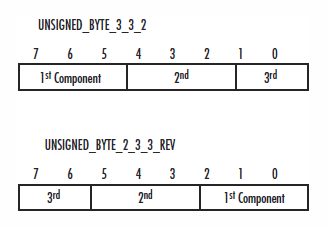 UNSIGNED_BYTE_3_3_2
7 6 5 4 3 2 1 0
1st Component 2nd 3rd
UNSIGNED_BYTE_2_3_3_REV
7 6 5 4 3 2 1 0
3rd 2nd 1st Component